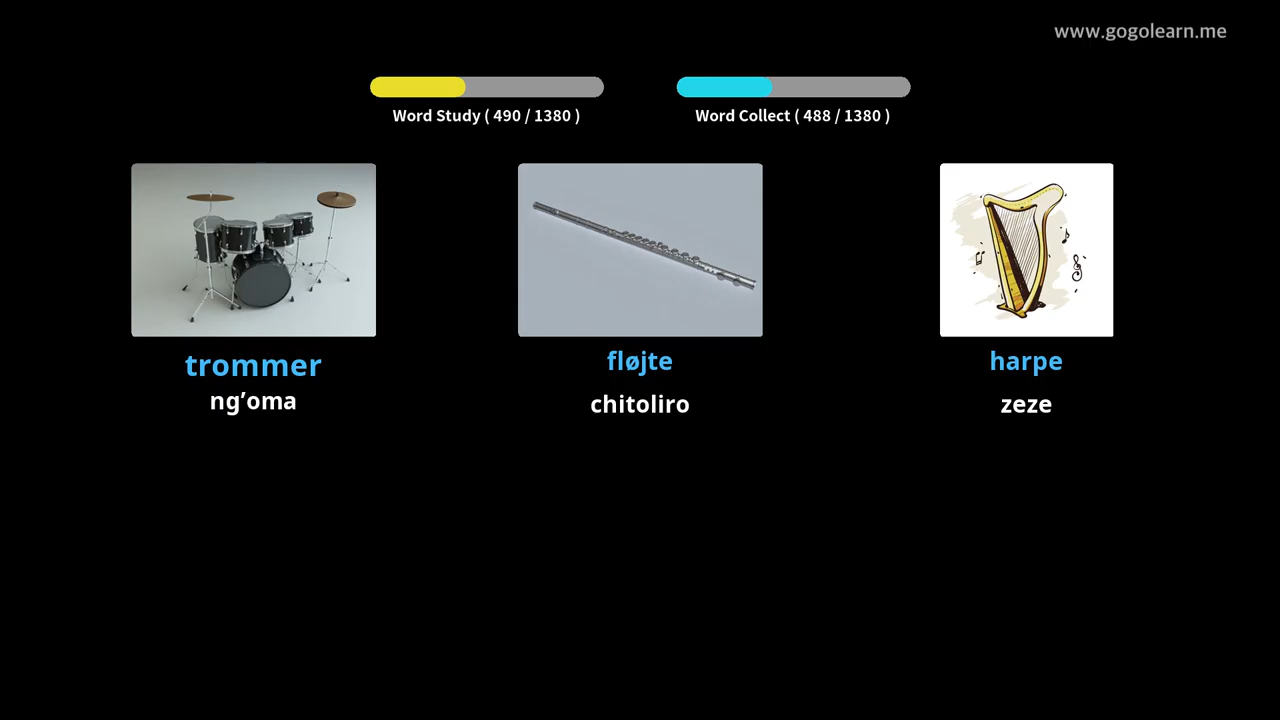 www.gogolearn.me
Word Study ( 490 / 1380 )
Word Collect ( 488 / 1380 )
trommer
ng’oma
fløjte
chitoliro
harpe
zeze